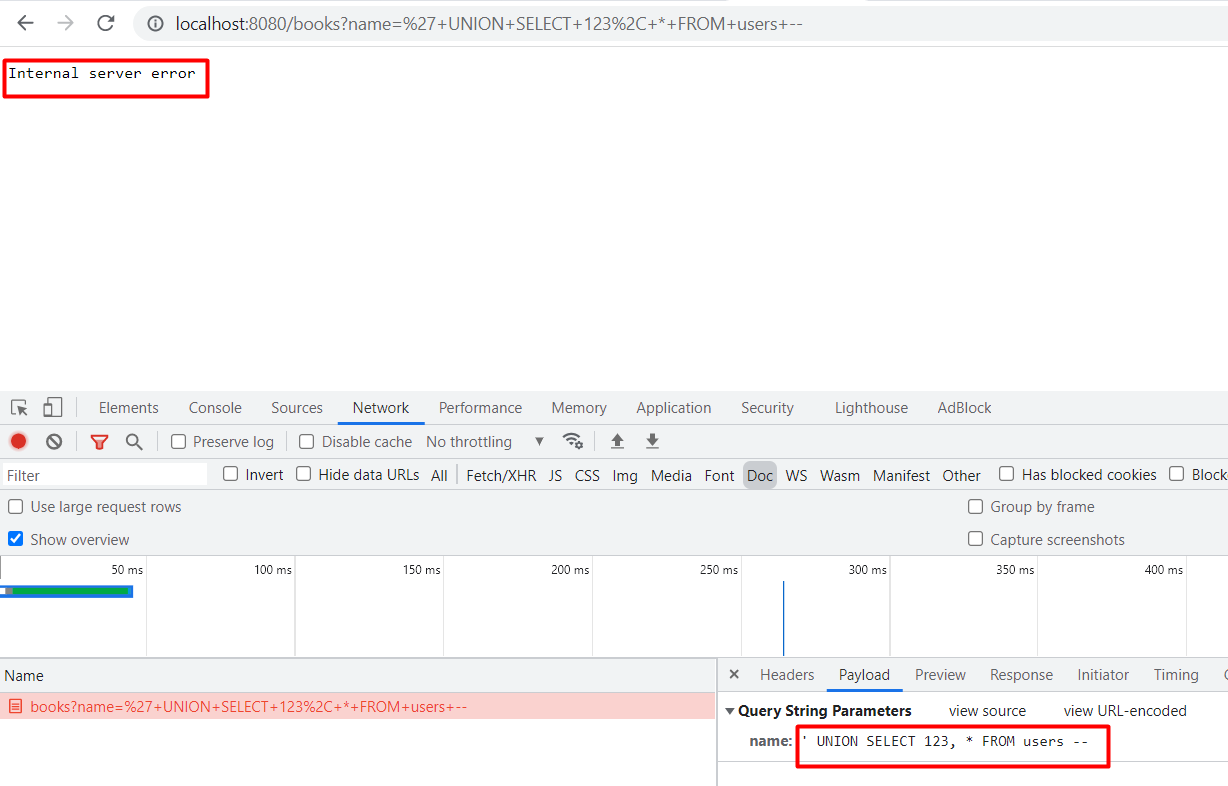 localhost:8080/books?name=%27+UNION+SELECT+123%2C+*+FROM+users+--
Internal server error
Elements Console Sources Network Performance Memory Application Security Lighthouse AdBlock
Preserve log Disable cache No throttling
Filter Invert Hide data URLs All Fetch/XHR JS CSS Img Media Font Doc WS Wasm Manifest Other Has blocked cookies Block
Use large request rows Group by frame
Show overview Capture screenshots
50 ms 100 ms 150 ms 200 ms 250 ms 300 ms 350 ms 400 ms
Name Headers Payload Preview Response Initiator Timing
books?name=%27+UNION+SELECT+123%2C+*+FROM+users+--
Query String Parameters view source view URL-encoded
name: ' UNION SELECT 123, * FROM users --